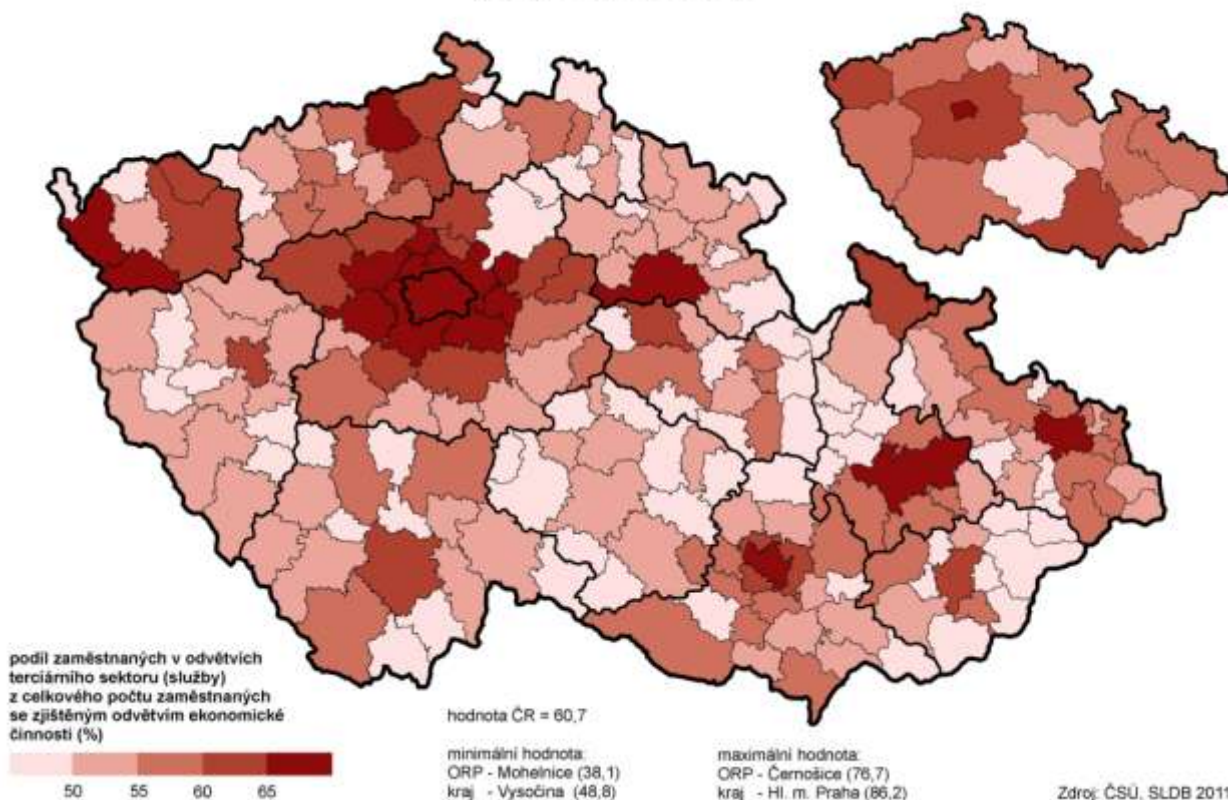 podíl zaměstnaných v odvětvích
terciárního sektoru (služby)
z celkového počtu zaměstnaných
se zjištěným odvětvím ekonomické
činnosti (%)
50 55 60 65
hodnota ČR = 60,7
minimální hodnota:
ORP - Mohelnice (38,1)
kraj - Vysočina (48,8)
maximální hodnota:
ORP - Černošice (76,7)
kraj - Hl. m. Praha (86,2)
Zdroj: ČSÚ, SLDB 2011